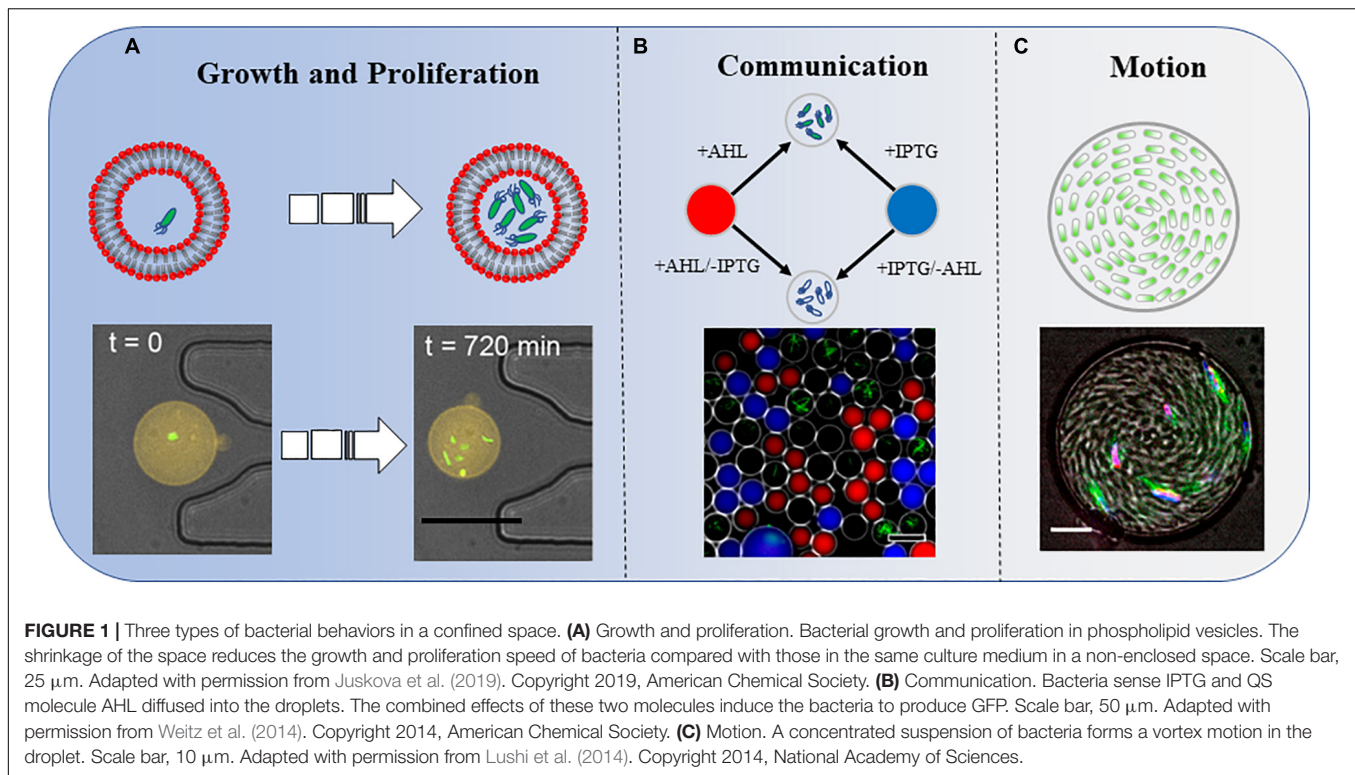 A
Growth and Proliferation
t = 0
t = 720 min
B
Communication
+AHL
+IPTG
+AHL/-IPTG
+IPTG/-AHL
C
Motion
FIGURE 1 | Three types of bacterial behaviors in a confined space. (A) Growth and proliferation. Bacterial growth and proliferation in phospholipid vesicles. The
shrinkage of the space reduces the growth and proliferation speed of bacteria compared with those in the same culture medium in a non-enclosed space. Scale bar,
25 μm. Adapted with permission from Juskova et al. (2019). Copyright 2019, American Chemical Society. (B) Communication. Bacteria sense IPTG and QS
molecule AHL diffused into the droplets. The combined effects of these two molecules induce the bacteria to produce GFP. Scale bar, 50 μm. Adapted with
permission from Weitz et al. (2014). Copyright 2014, American Chemical Society. (C) Motion. A concentrated suspension of bacteria forms a vortex motion in the
droplet. Scale bar, 10 μm. Adapted with permission from Lushi et al. (2014). Copyright 2014, National Academy of Sciences.